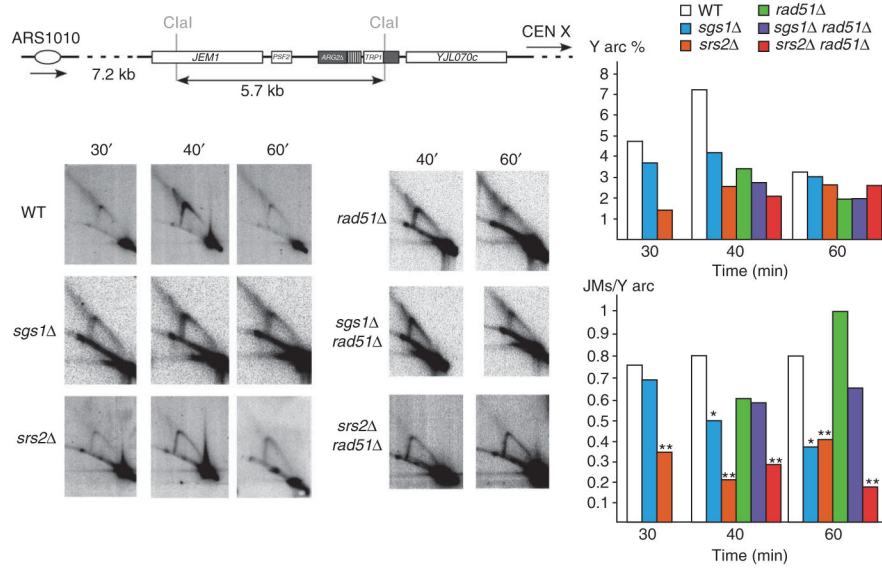 ClaI ClaI
ARS1010 CEN X
JEM1 PSF2 ARG2Δ TRP1 YJL070c
7.2 kb
5.7 kb
30′ 40′ 60′
WT
sgs1Δ
srs2Δ
40′ 60′
rad51Δ
sgs1Δ
rad51Δ
srs2Δ
rad51Δ
WT rad51Δ
sgs1Δ sgs1Δ rad51Δ
srs2Δ srs2Δ rad51Δ
Y arc %
8
7
6
5
4
3
2
1
30 40 60
Time (min)
JMs/Y arc
1
0.9
0.8
0.7
0.6
0.5
0.4
0.3
0.2
0.1
** * ** ** * ** **
30 40 60
Time (min)